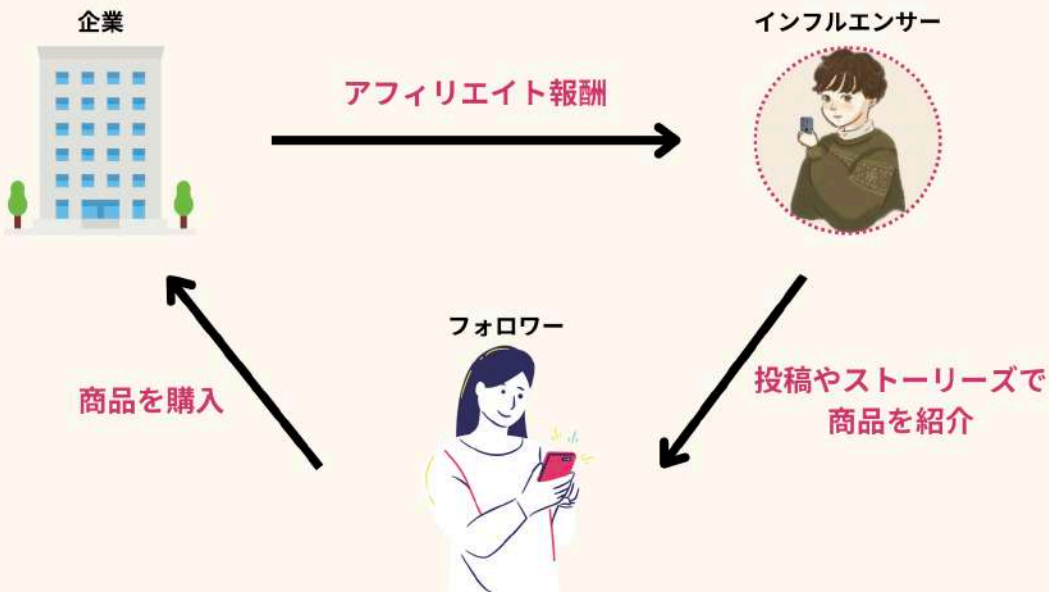 企業
インフルエンサー
アフィリエイト報酬
フォロワー
商品を購入
投稿やストーリーズで
商品を紹介